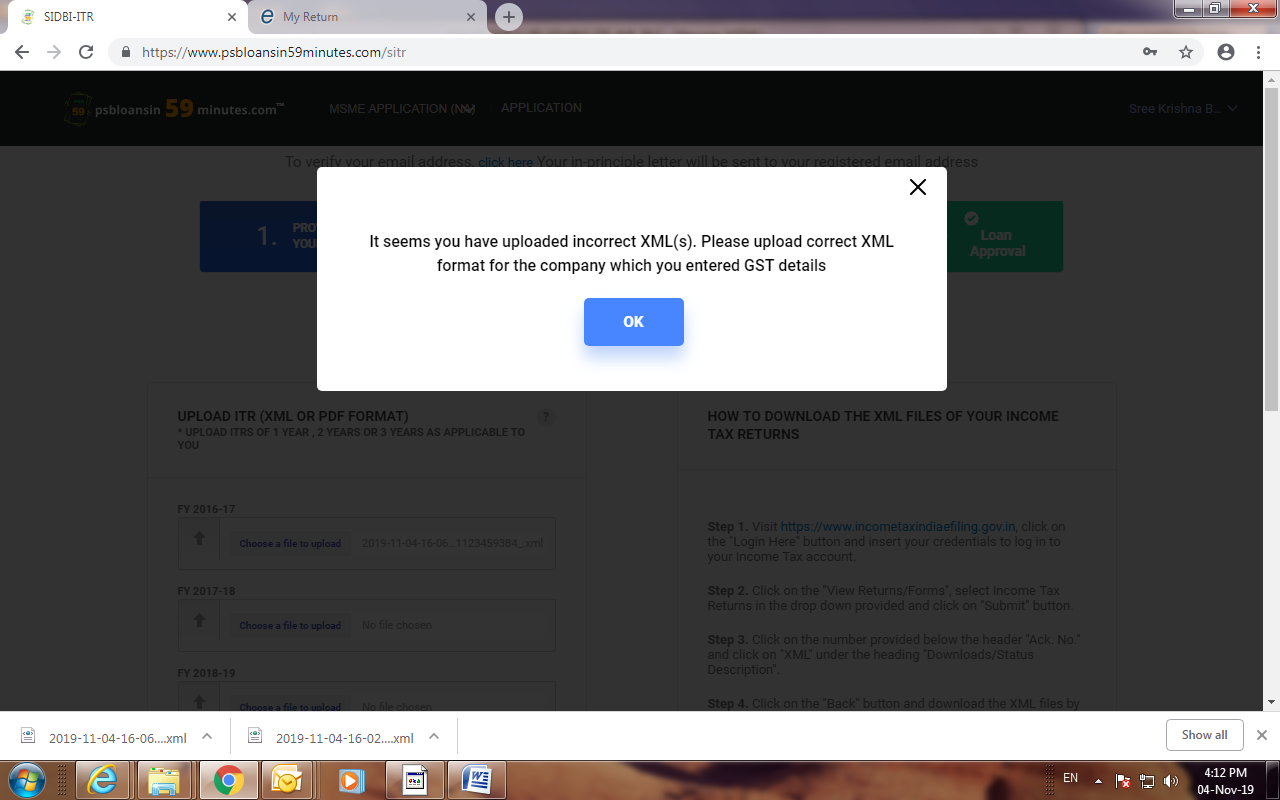 SIDBI-ITR
My Return
https://www.psbloansin59minutes.com/sitr
psbloansin 59 minutes.com™
MSME APPLICATION (
APPLICATION
Sree Krishna B...
To verify your email address, click here Your in-principle letter will be sent to your registered email address
1.
Loan
Approval
It seems you have uploaded incorrect XML(s). Please upload correct XML
format for the company which you entered GST details
OK
UPLOAD ITR (XML OR PDF FORMAT)
?
* UPLOAD ITRS OF 1 YEAR , 2 YEARS OR 3 YEARS AS APPLICABLE TO
YOU
FY 2016-17
Choose a file to upload 2019-11-04-16-06...1123459384_.xml
FY 2017-18
Choose a file to upload No file chosen
FY 2018-19
Choose a file to upload No file chosen
HOW TO DOWNLOAD THE XML FILES OF YOUR INCOME
TAX RETURNS
Step 1. Visit https://www.incometaxindiaefiling.gov.in, click on
the "Login Here" button and insert your credentials to log in to
your Income Tax account.
Step 2. Click on the "View Returns/Forms", select Income Tax
Returns in the drop down provided and click on "Submit" button.
Step 3. Click on the number provided below the header "Ack. No."
and click on "XML" under the heading "Downloads/Status
Description".
Step 4. Click on the "Back" button and download the XML files by
2019-11-04-16-06....xml
2019-11-04-16-02....xml
Show all
EN
4:12 PM
04-Nov-19